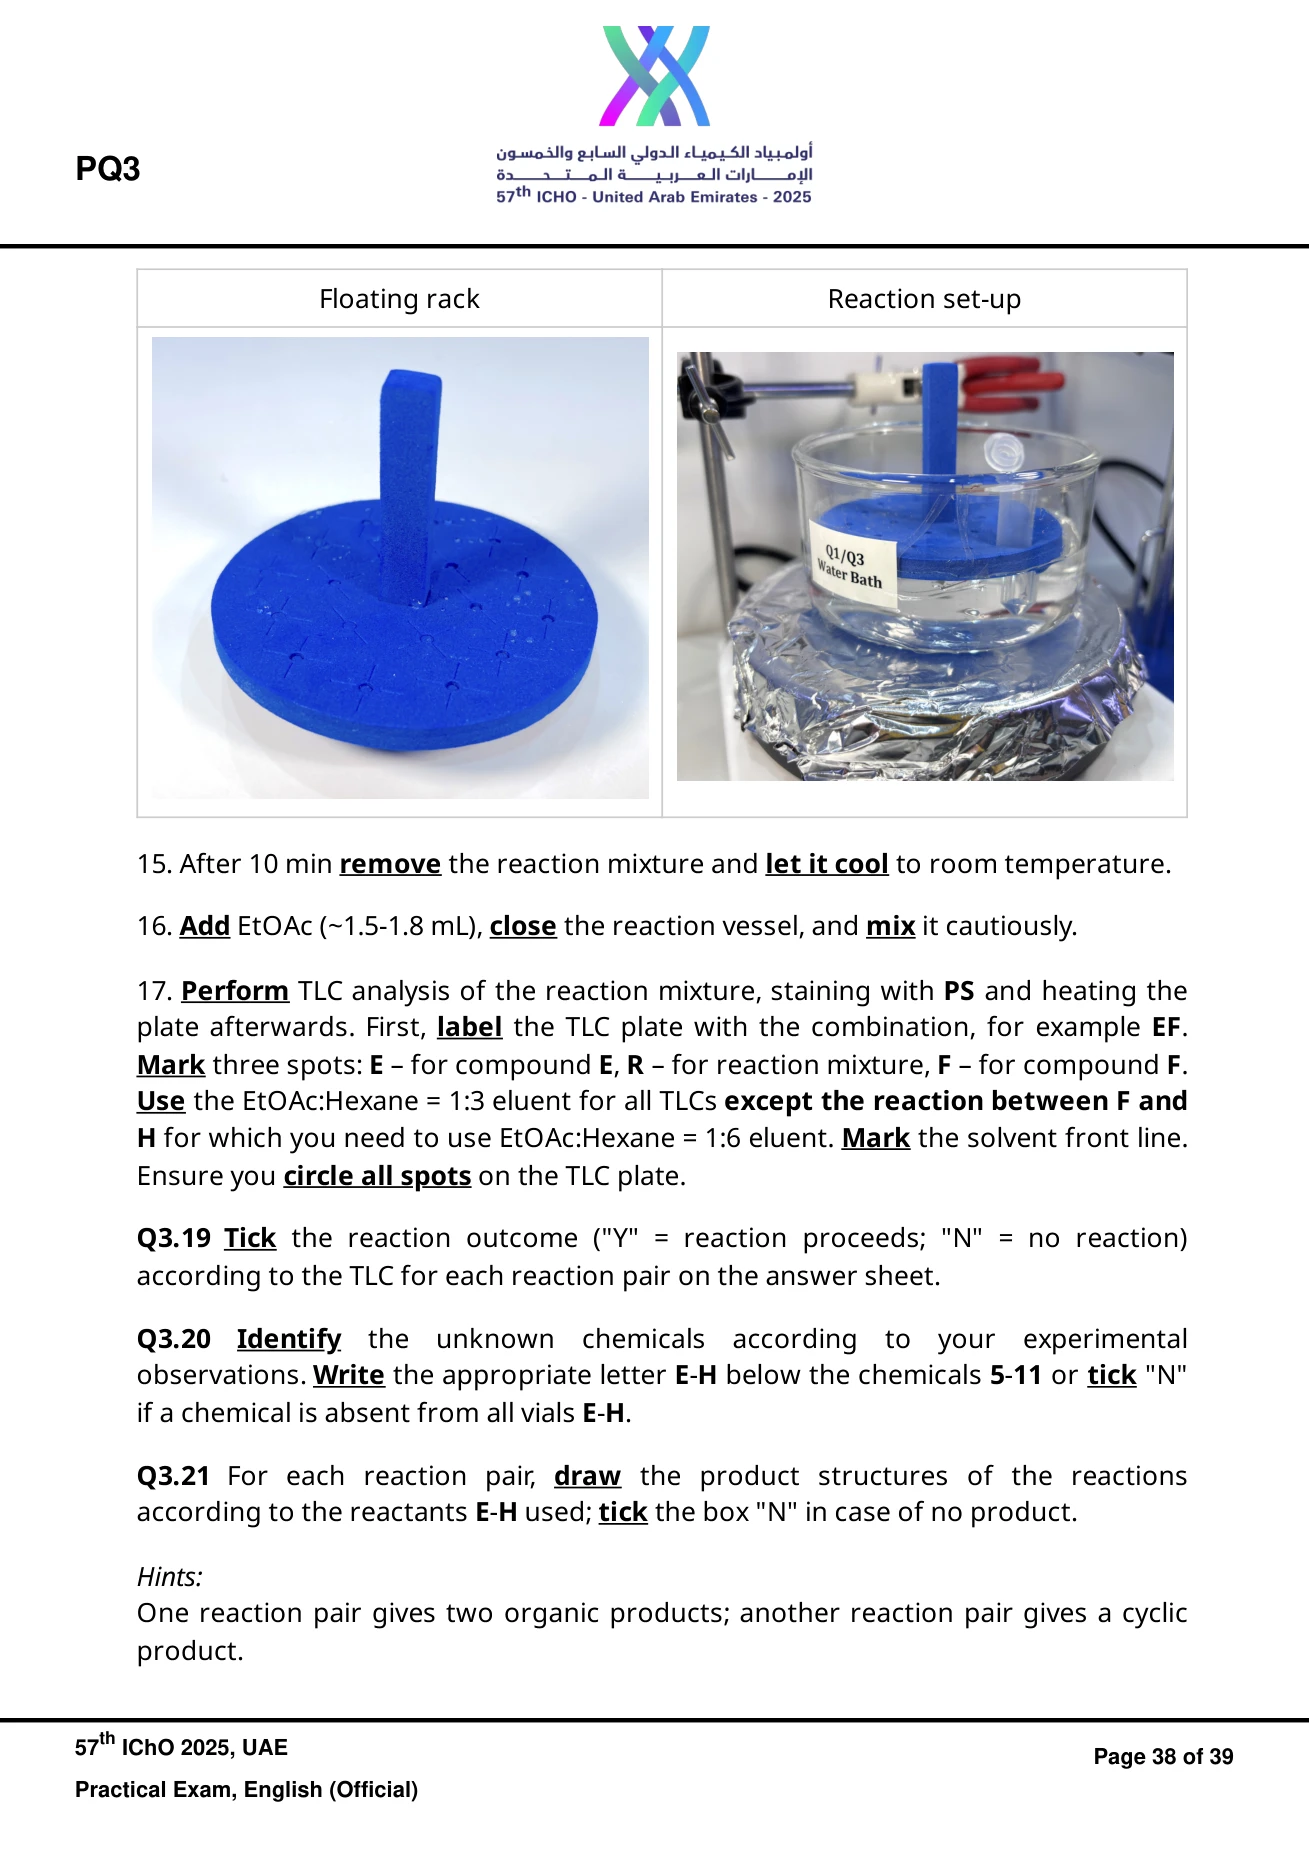 PQ3
أولمبياد الكيمياء الدولي السابع والخمسون
الإمارات العربية المتحدة
57th ICHO - United Arab Emirates - 2025
Floating rack
Reaction set-up
Q1/Q3
Water Bath
15. After 10 min remove the reaction mixture and let it cool to room temperature.
16. Add EtOAc (~1.5-1.8 mL), close the reaction vessel, and mix it cautiously.
17. Perform TLC analysis of the reaction mixture, staining with PS and heating the
plate afterwards. First, label the TLC plate with the combination, for example EF.
Mark three spots: E – for compound E, R – for reaction mixture, F – for compound F.
Use the EtOAc:Hexane = 1:3 eluent for all TLCs except the reaction between F and
H for which you need to use EtOAc:Hexane = 1:6 eluent. Mark the solvent front line.
Ensure you circle all spots on the TLC plate.
Q3.19 Tick the reaction outcome ("Y" = reaction proceeds; "N" = no reaction)
according to the TLC for each reaction pair on the answer sheet.
Q3.20 Identify the unknown chemicals according to your experimental
observations. Write the appropriate letter E-H below the chemicals 5-11 or tick "N"
if a chemical is absent from all vials E-H.
Q3.21 For each reaction pair, draw the product structures of the reactions
according to the reactants E-H used; tick the box "N" in case of no product.
Hints:
One reaction pair gives two organic products; another reaction pair gives a cyclic
product.
57th IChO 2025, UAE
Practical Exam, English (Official)
Page 38 of 39